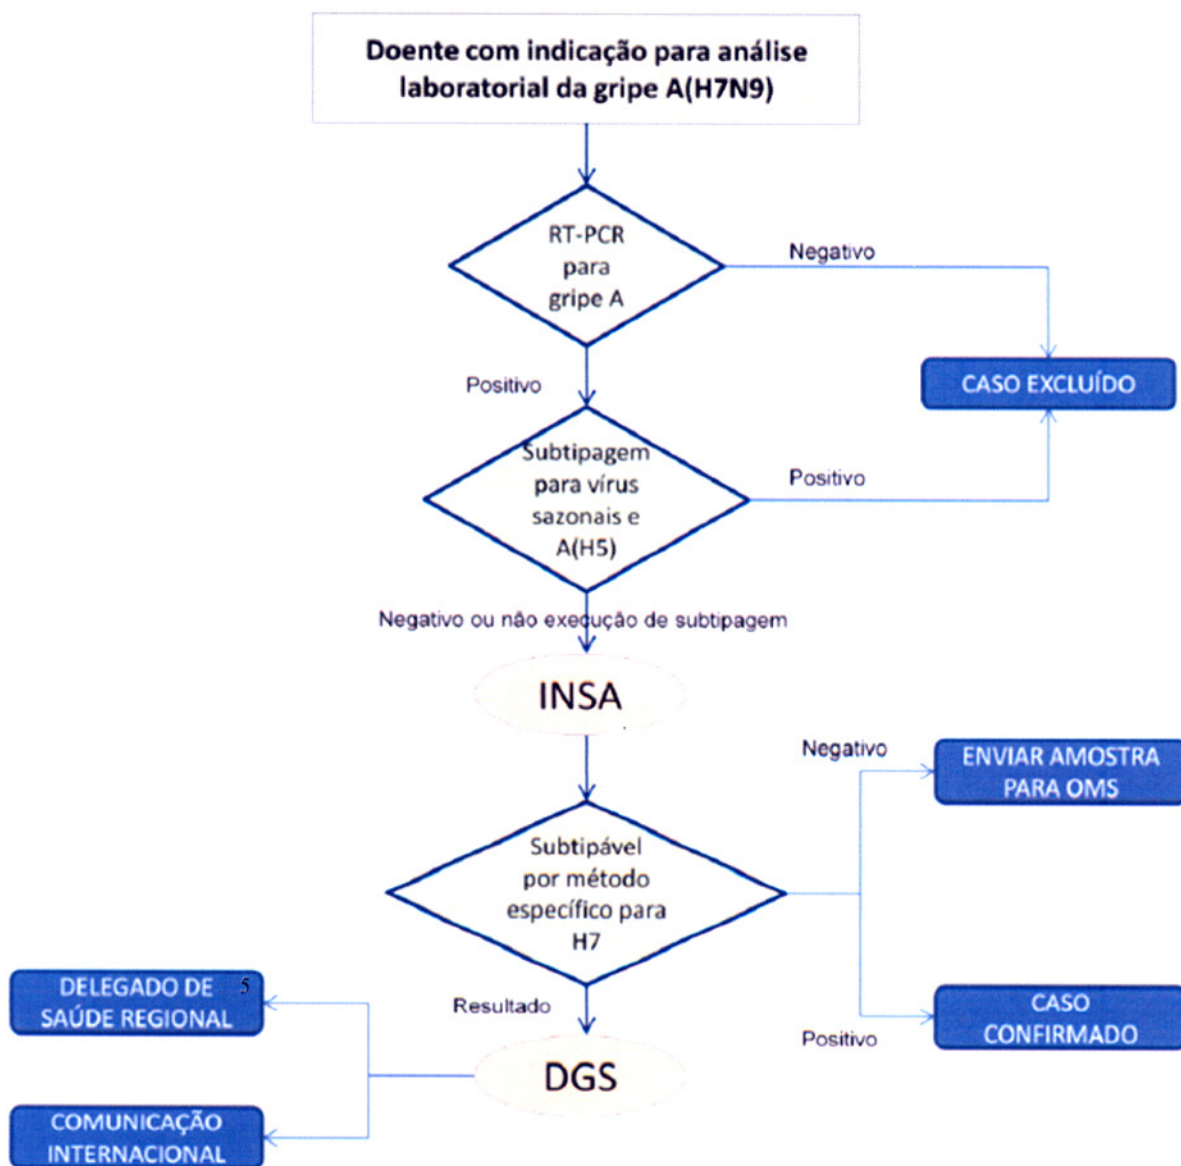 Doente com indicação para análise
laboratorial da gripe A(H7N9)
RT-PCR
para
gripe A
Negativo
CASO EXCLUÍDO
Positivo
Subtipagem
para vírus
sazonais e
A(H5)
Positivo
Negativo ou não execução de subtipagem
INSA
Negativo
ENVIAR AMOSTRA
PARA OMS
Subtipável
por método
específico para
H7
CASO
CONFIRMADO
Positivo
Resultado
DELEGADO DE 5
SAÚDE REGIONAL
DGS
COMUNICAÇÃO
INTERNACIONAL